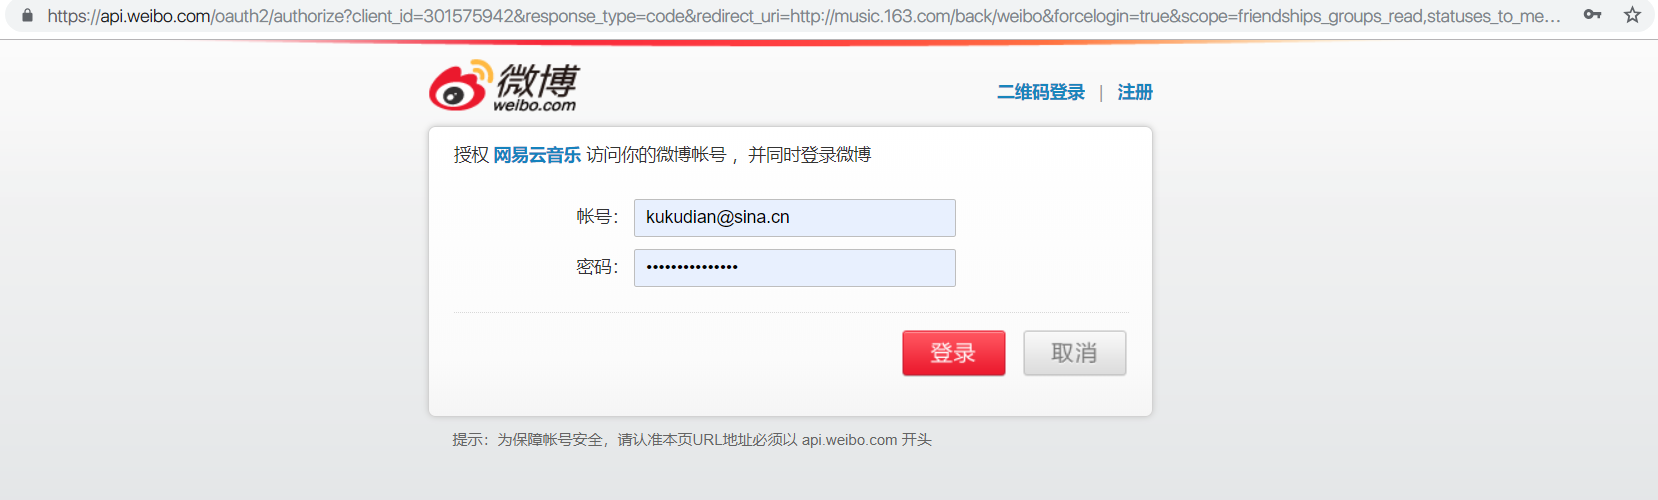 https://api.weibo.com/oauth2/authorize?client_id=301575942&response_type=code&redirect_uri=http://music.163.com/back/weibo&forcelogin=true&scope=friendships_groups_read,statuses_to_me...
微博
weibo.com
二维码登录 | 注册
授权 网易云音乐 访问你的微博帐号 ，并同时登录微博
帐号： kukudian@sina.cn
密码： •••••••••••••••
登录 取消
提示：为保障帐号安全，请认准本页URL地址必须以 api.weibo.com 开头